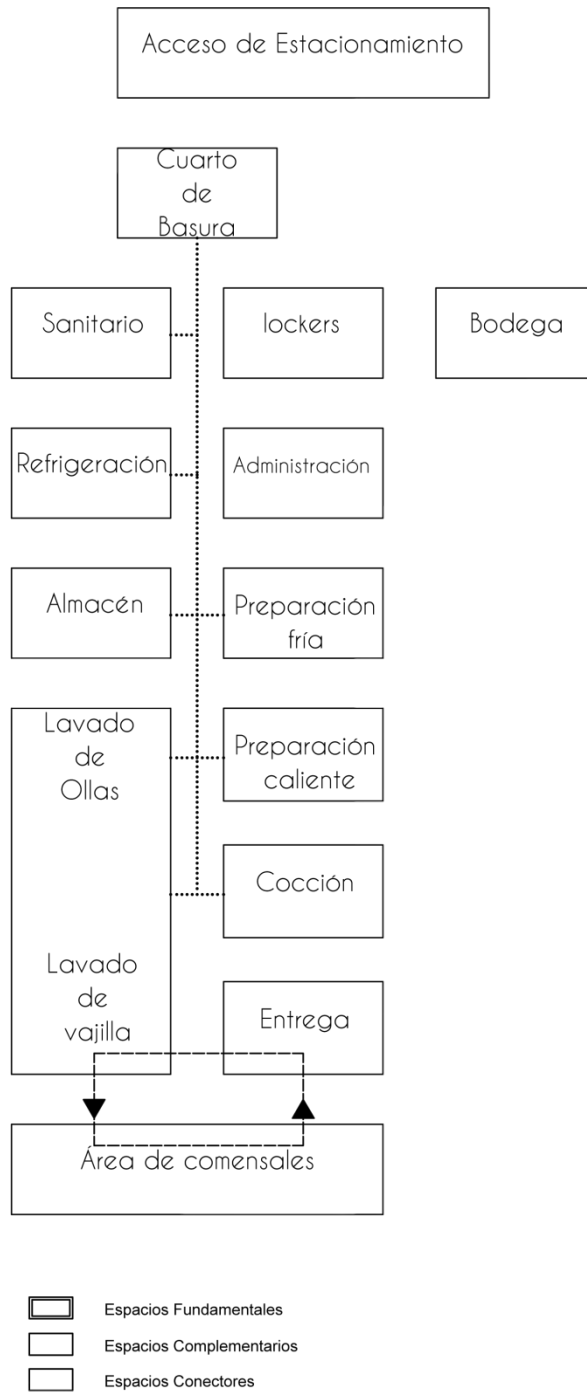 Acceso de Estacionamiento
Cuarto
de
Basura
Sanitario
lockers
Bodega
Refrigeración
Administración
Almacén
Preparación
fría
Lavado
de
Ollas
Preparación
caliente
Cocción
Lavado
de
vajilla
Entrega
Área de comensales
Espacios Fundamentales
Espacios Complementarios
Espacios Conectores